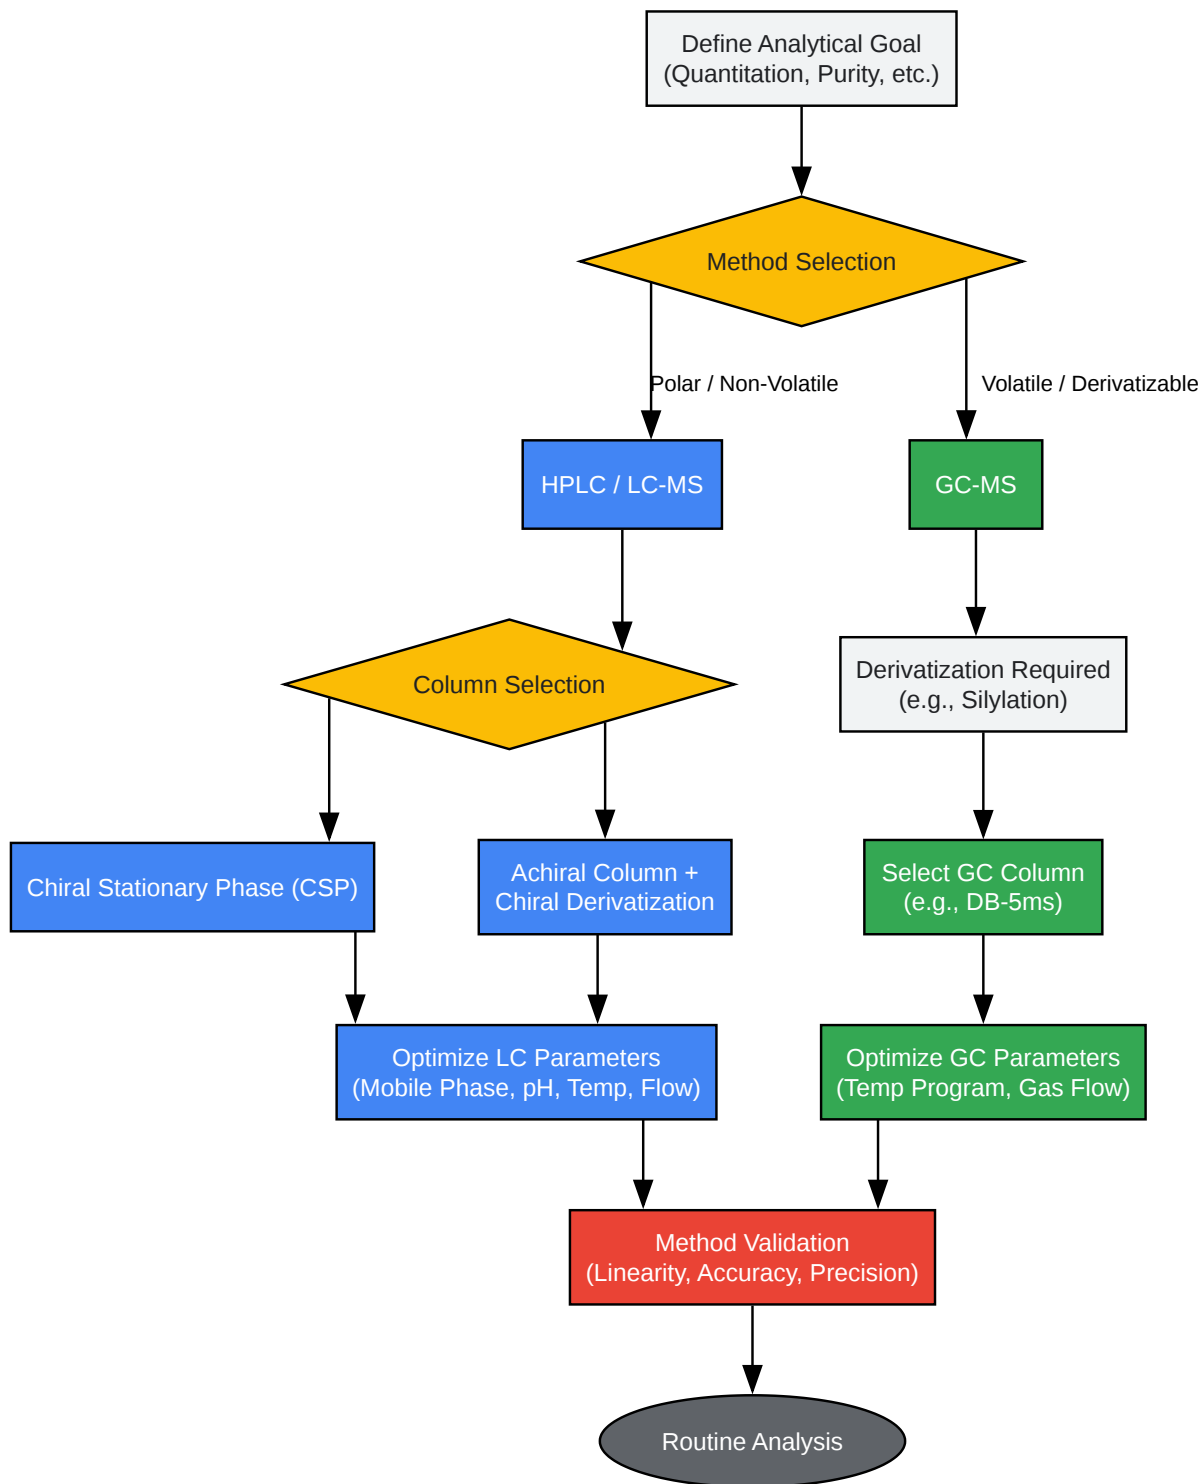 Define Analytical Goal
(Quantitation, Purity, etc.)
Method Selection
Polar / Non-Volatile
Volatile / Derivatizable
HPLC / LC-MS
GC-MS
Column Selection
Derivatization Required
(e.g., Silylation)
Chiral Stationary Phase (CSP)
Achiral Column +
Chiral Derivatization
Select GC Column
(e.g., DB-5ms)
Optimize LC Parameters
(Mobile Phase, pH, Temp, Flow)
Optimize GC Parameters
(Temp Program, Gas Flow)
Method Validation
(Linearity, Accuracy, Precision)
Routine Analysis